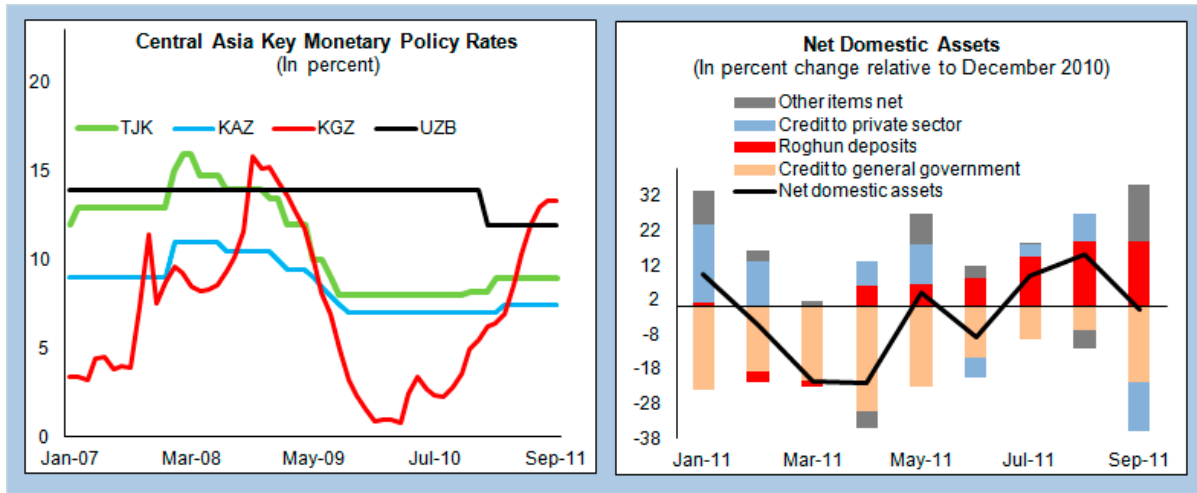 Central Asia Key Monetary Policy Rates
(In percent)
20
TJK KAZ KGZ UZB
15
10
5
0
Jan-07 Mar-08 May-09 Jul-10 Sep-11
Net Domestic Assets
(In percent change relative to December 2010)
Other items net
Credit to private sector
Roghun deposits
Credit to general government
Net domestic assets
32
22
12
2
-8
-18
-28
-38
Jan-11 Mar-11 May-11 Jul-11 Sep-11